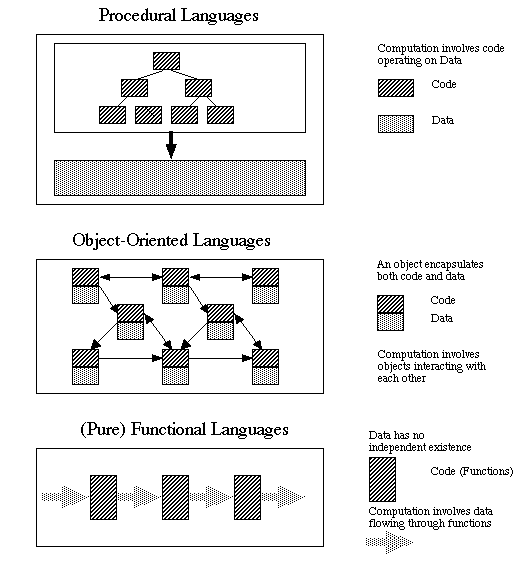 Procedural Languages
Computation involves code
operating on Data
Code
Data
Object-Oriented Languages
An object encapsulates
both code and data
Code
Data
Computation involves
objects interacting with
each other
(Pure) Functional Languages
Data has no
independent existence
Code (Functions)
Computation involves data
flowing through functions